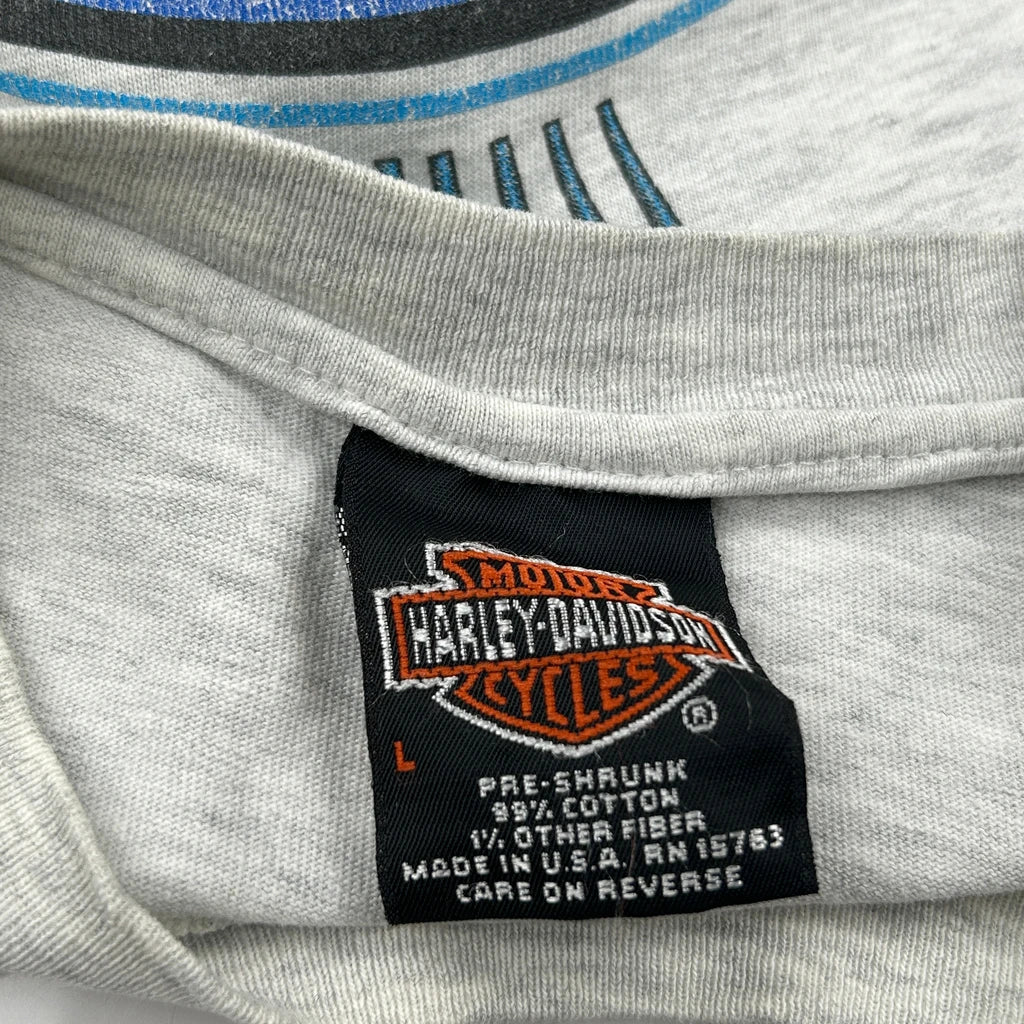 MOTOR
HARLEY-DAVIDSON
CYCLES
®
L
PRE-SHRUNK
99% COTTON
1% OTHER FIBER
MADE IN U.S.A. RN 15763
CARE ON REVERSE